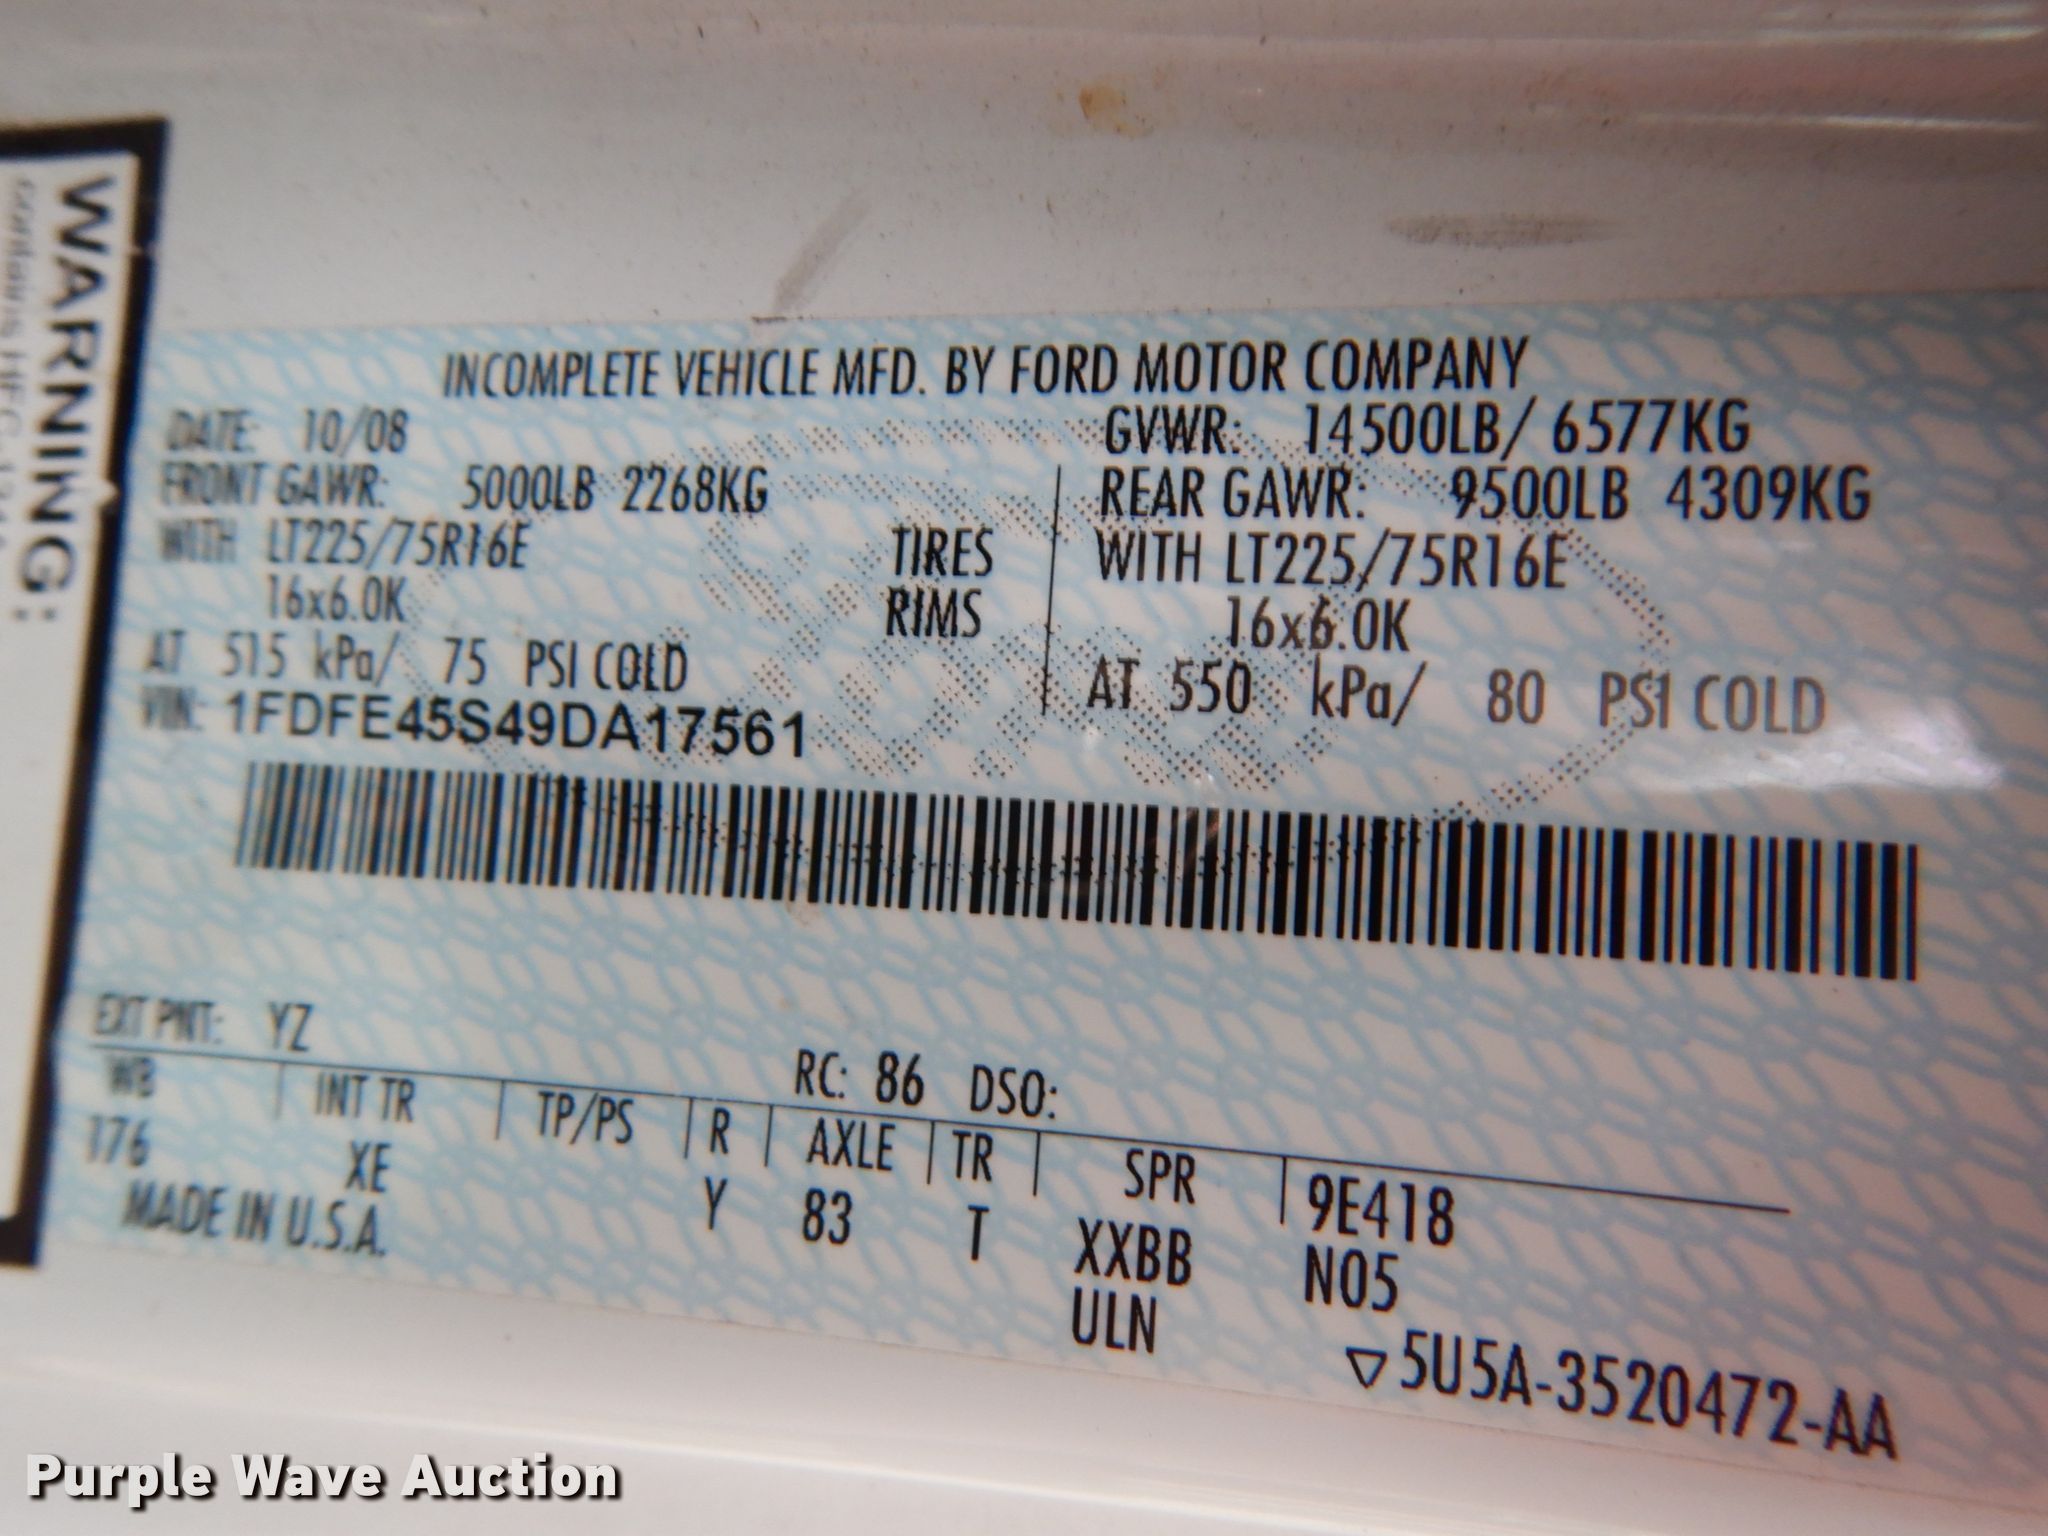 WARNING:
INCOMPLETE VEHICLE MFD. BY FORD MOTOR COMPANY
DATE: 10/08 GVWR: 14500LB/ 6577KG
FRONT GAWR: 5000LB 2268KG REAR GAWR: 9500LB 4309KG
WITH LT225/75R16E TIRES WITH LT225/75R16E
16x6.0K RIMS 16x6.0K
AT 515 kPa/ 75 PSI COLD AT 550 kPa/ 80 PSI COLD
VIN: 1FDFE45S49DA17561
EXT PNT: YZ RC: 86 DSO:
WB INT TR TP/PS R AXLE TR SPR 9E418
176 XE Y 83 T XXBB N05
MADE IN U.S.A. ULN
▽5U5A-3520472-AA
Purple Wave Auction